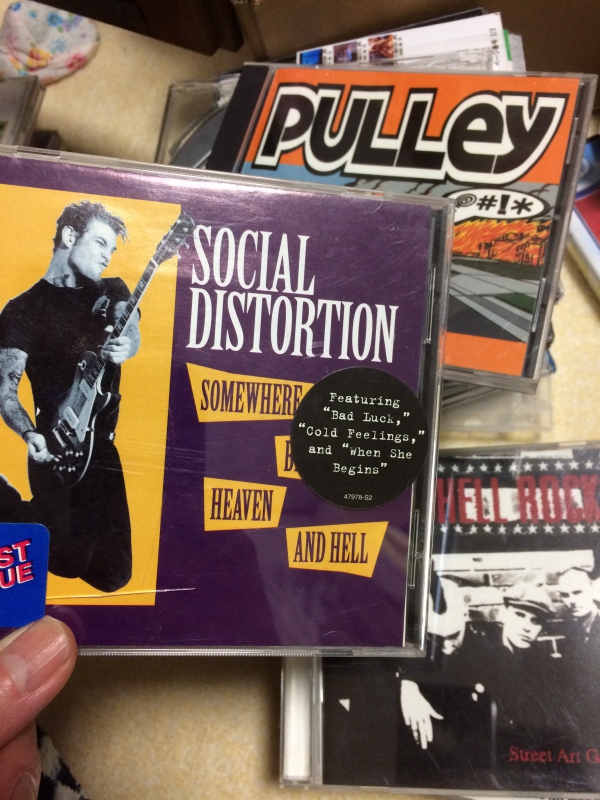 PULLEY
@#!*
SOCIAL
DISTORTION
SOMEWHERE
HEAVEN
AND HELL
Featuring
"Bad Luck,"
"Cold Feelings,"
and "When She
Begins"
47978-S2
ST
UE
HELL ROCK
Street Art G